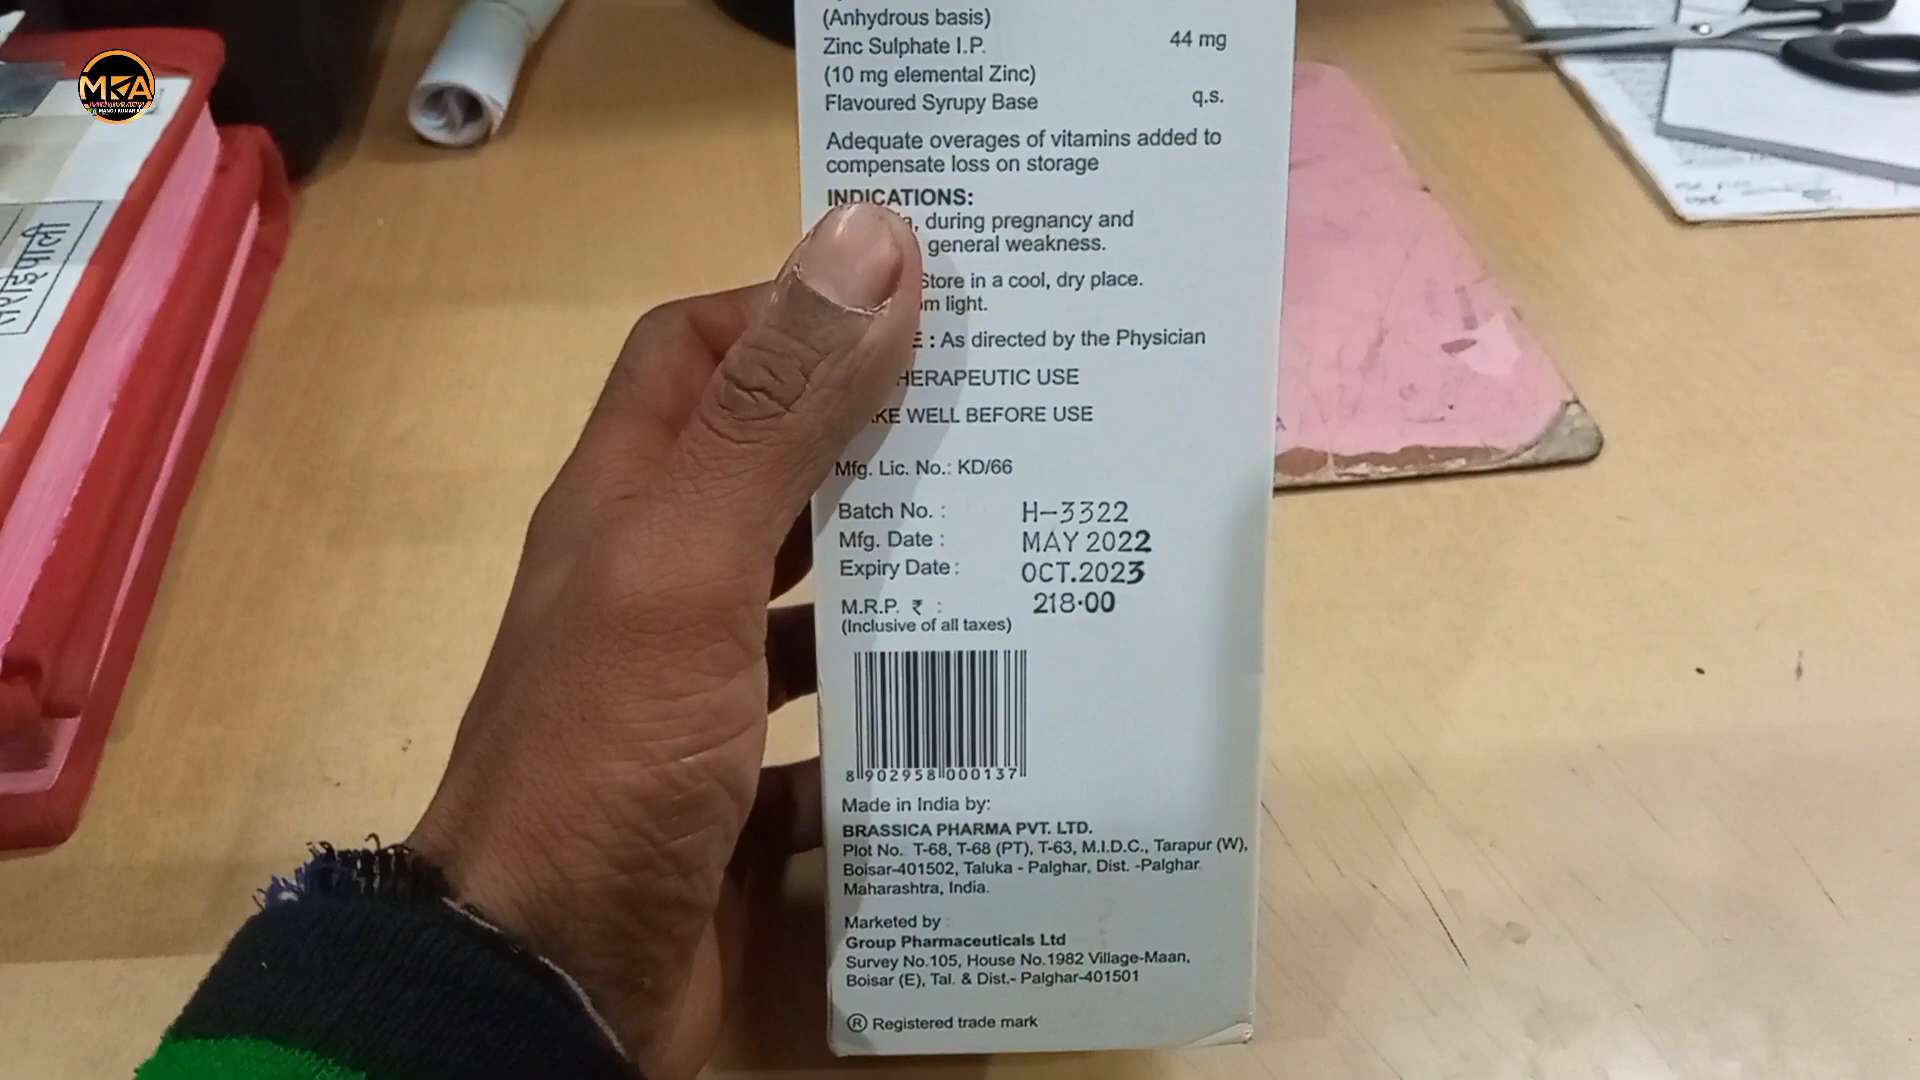 MKA
(Anhydrous basis)
Zinc Sulphate I.P. 44 mg
(10 mg elemental Zinc)
Flavoured Syrupy Base q.s.
Adequate overages of vitamins added to
compensate loss on storage
INDICATIONS:
, during pregnancy and
general weakness.
Store in a cool, dry place.
light.
: As directed by the Physician
HERAPEUTIC USE
KE WELL BEFORE USE
Mfg. Lic. No.: KD/66
Batch No. : H-3322
Mfg. Date : MAY 2022
Expiry Date : OCT.2023
M.R.P. ₹ : 218·00
(Inclusive of all taxes)
8 902958 000137
Made in India by:
BRASSICA PHARMA PVT. LTD.
Plot No. T-68, T-68 (PT), T-63, M.I.D.C., Tarapur (W),
Boisar-401502, Taluka - Palghar, Dist. -Palghar.
Maharashtra, India.
Marketed by :
Group Pharmaceuticals Ltd
Survey No.105, House No.1982 Village-Maan,
Boisar (E), Tal. & Dist.- Palghar-401501
® Registered trade mark